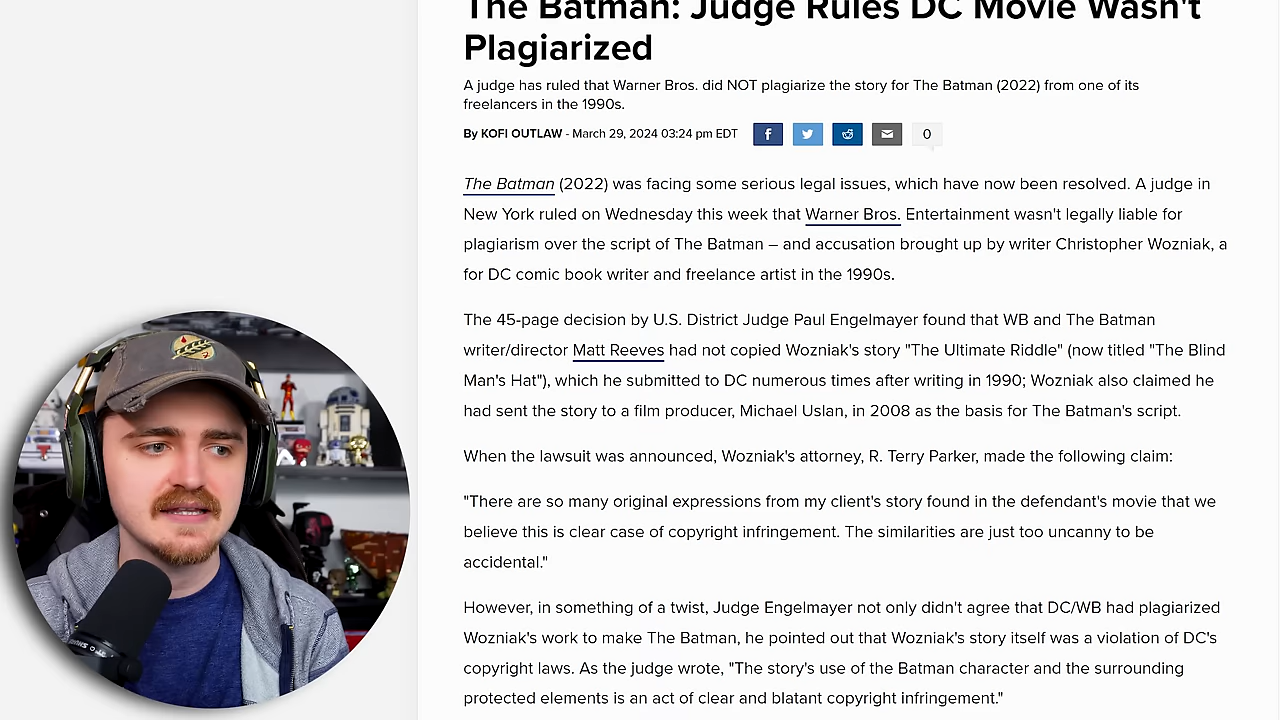 The Batman: Judge Rules DC Movie Wasn't
Plagiarized
A judge has ruled that Warner Bros. did NOT plagiarize the story for The Batman (2022) from one of its
freelancers in the 1990s.
By KOFI OUTLAW - March 29, 2024 03:24 pm EDT
0
The Batman (2022) was facing some serious legal issues, which have now been resolved. A judge in
New York ruled on Wednesday this week that Warner Bros. Entertainment wasn't legally liable for
plagiarism over the script of The Batman – and accusation brought up by writer Christopher Wozniak, a
for DC comic book writer and freelance artist in the 1990s.
The 45-page decision by U.S. District Judge Paul Engelmayer found that WB and The Batman
writer/director Matt Reeves had not copied Wozniak's story "The Ultimate Riddle" (now titled "The Blind
Man's Hat"), which he submitted to DC numerous times after writing in 1990; Wozniak also claimed he
had sent the story to a film producer, Michael Uslan, in 2008 as the basis for The Batman's script.
When the lawsuit was announced, Wozniak's attorney, R. Terry Parker, made the following claim:
"There are so many original expressions from my client's story found in the defendant's movie that we
believe this is clear case of copyright infringement. The similarities are just too uncanny to be
accidental."
However, in something of a twist, Judge Engelmayer not only didn't agree that DC/WB had plagiarized
Wozniak's work to make The Batman, he pointed out that Wozniak's story itself was a violation of DC's
copyright laws. As the judge wrote, "The story's use of the Batman character and the surrounding
protected elements is an act of clear and blatant copyright infringement."